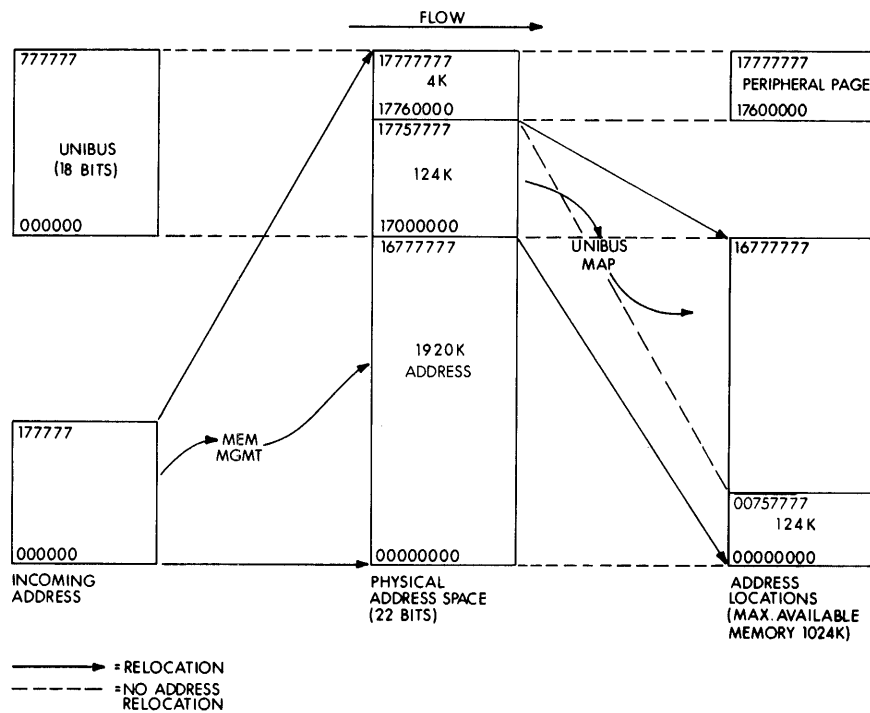 FLOW
777777
UNIBUS
(18 BITS)
000000
177777
000000
INCOMING
ADDRESS
MEM
MGMT
17777777
4K
17760000
17757777
124K
17000000
16777777
1920K
ADDRESS
00000000
PHYSICAL
ADDRESS SPACE
(22 BITS)
UNIBUS
MAP
17777777
PERIPHERAL PAGE
17600000
16777777
00757777
124K
00000000
ADDRESS
LOCATIONS
(MAX. AVAILABLE
MEMORY 1024K)
= RELOCATION
= NO ADDRESS
RELOCATION